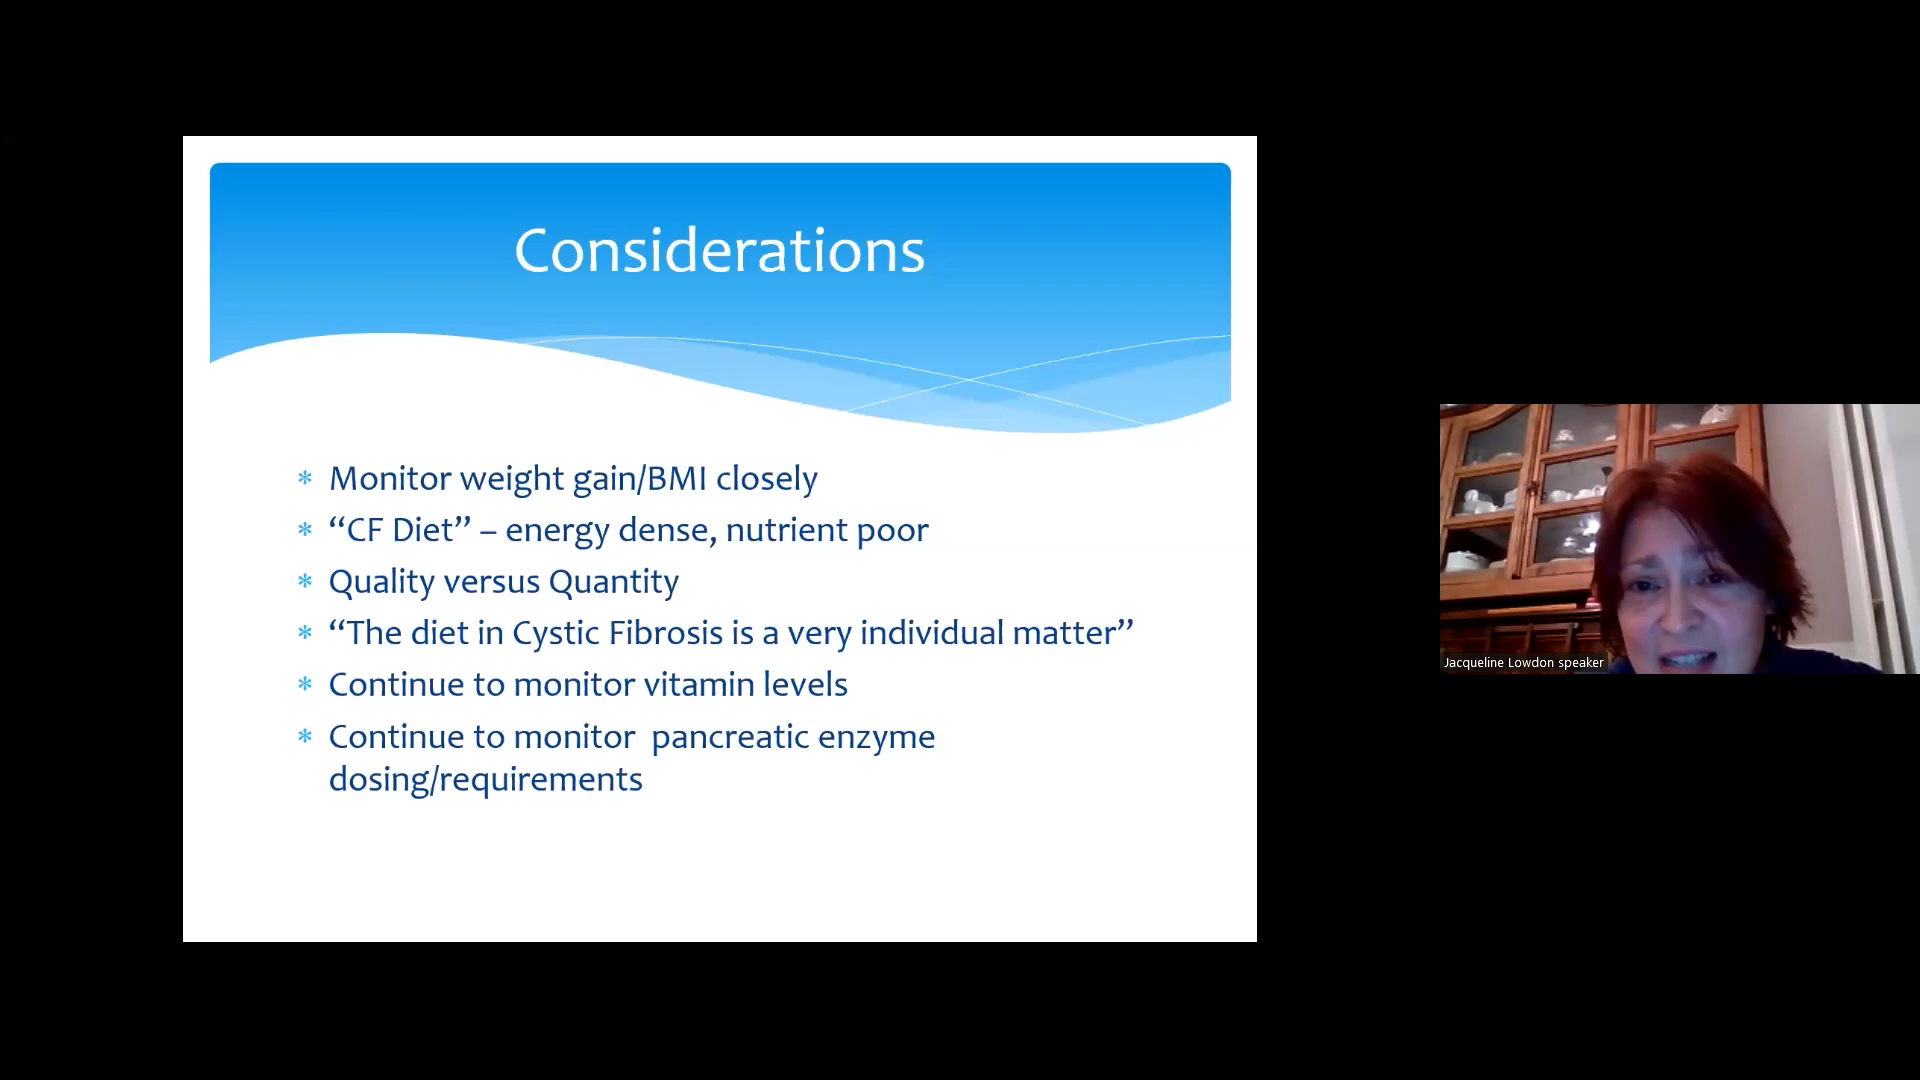 Considerations
* Monitor weight gain/BMI closely
* “CF Diet” – energy dense, nutrient poor
* Quality versus Quantity
* “The diet in Cystic Fibrosis is a very individual matter”
* Continue to monitor vitamin levels
* Continue to monitor  pancreatic enzyme
dosing/requirements
Jacqueline Lowdon speaker